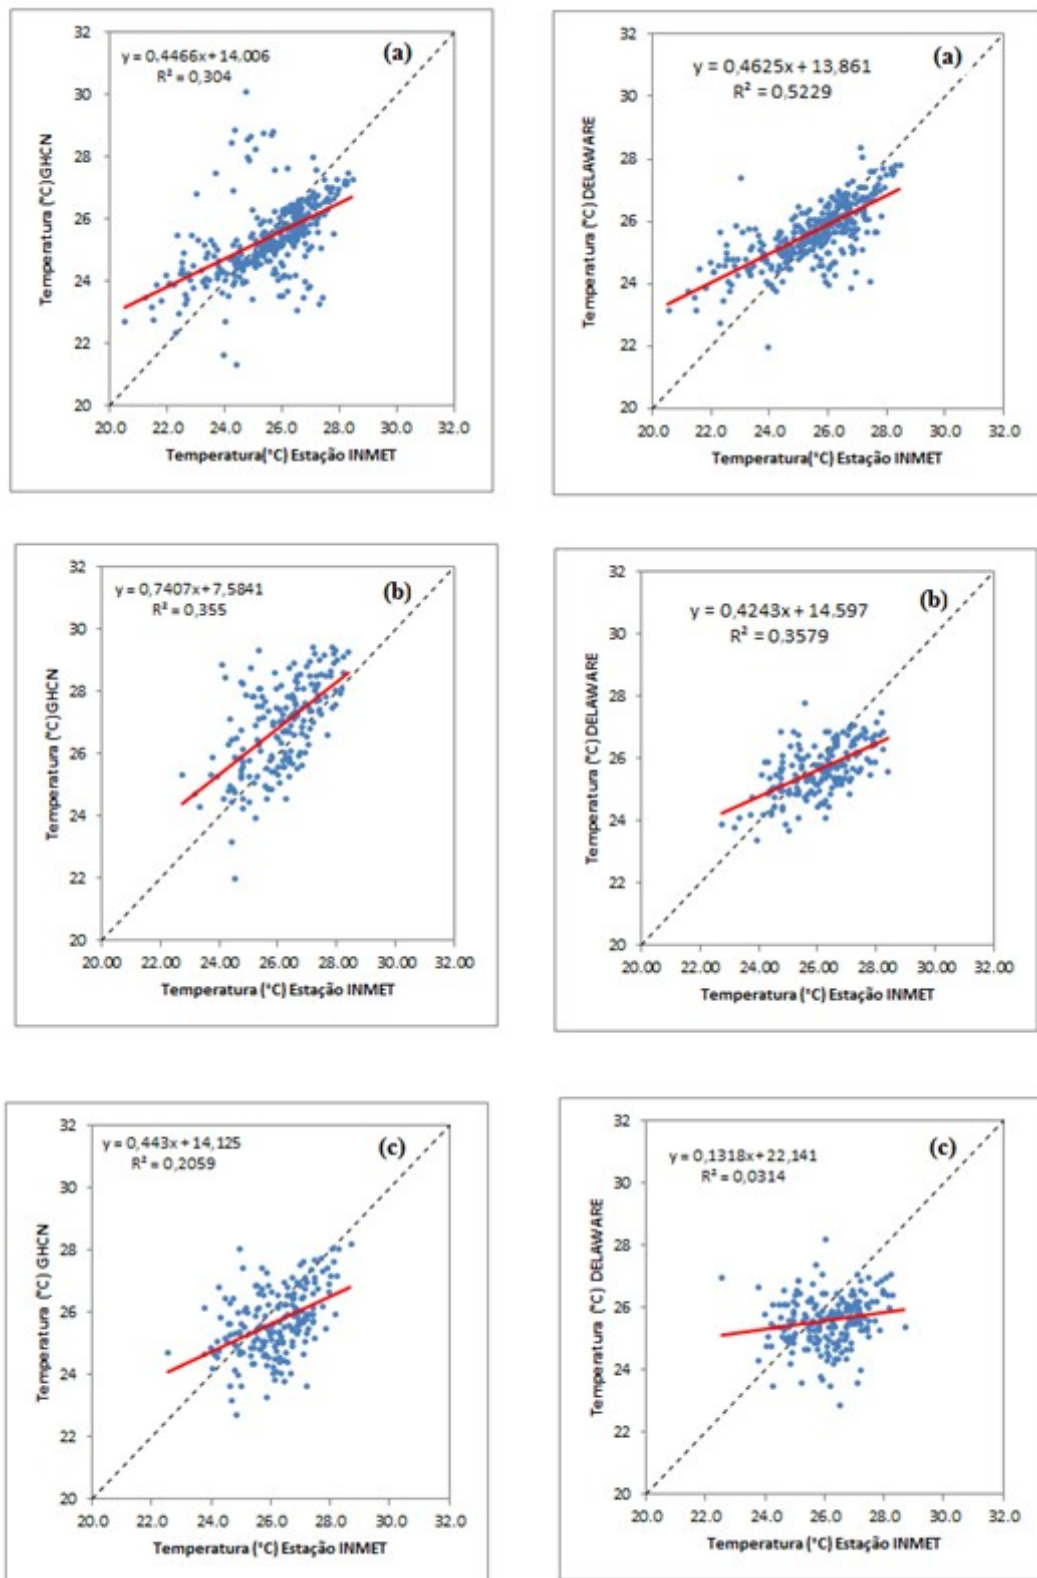 y = 0,4466x + 14,006
R² = 0,304
(a)
32
30
28
26
24
22
20
20.0 22.0 24.0 26.0 28.0 30.0 32.0
Temperatura (°C)GHCN
Temperatura(°C) Estação INMET
y = 0,4625x + 13,861
R² = 0,5229
(a)
32
30
28
26
24
22
20
20.0 22.0 24.0 26.0 28.0 30.0 32.0
Temperatura (°C) DELAWARE
Temperatura(°C) Estação INMET
y = 0,7407x + 7,5841
R² = 0,355
(b)
32
30
28
26
24
22
20
20.00 22.00 24.00 26.00 28.00 30.00 32.00
Temperatura (°C)GHCN
Temperatura (°C) Estação INMET
y = 0,4243x + 14,597
R² = 0,3579
(b)
32
30
28
26
24
22
20
20.00 22.00 24.00 26.00 28.00 30.00 32.00
Temperatura (°C) DELAWARE
Temperatura (°C) Estação INMET
y = 0,443x + 14,125
R² = 0,2059
(c)
32
30
28
26
24
22
20
20.0 22.0 24.0 26.0 28.0 30.0 32.0
Temperatura (°C) GHCN
Temperatura (°C) Estação INMET
y = 0,1318x + 22,141
R² = 0,0314
(c)
32
30
28
26
24
22
20
20.0 22.0 24.0 26.0 28.0 30.0 32.0
Temperatura (°C) DELAWARE
Temperatura (°C) Estação INMET